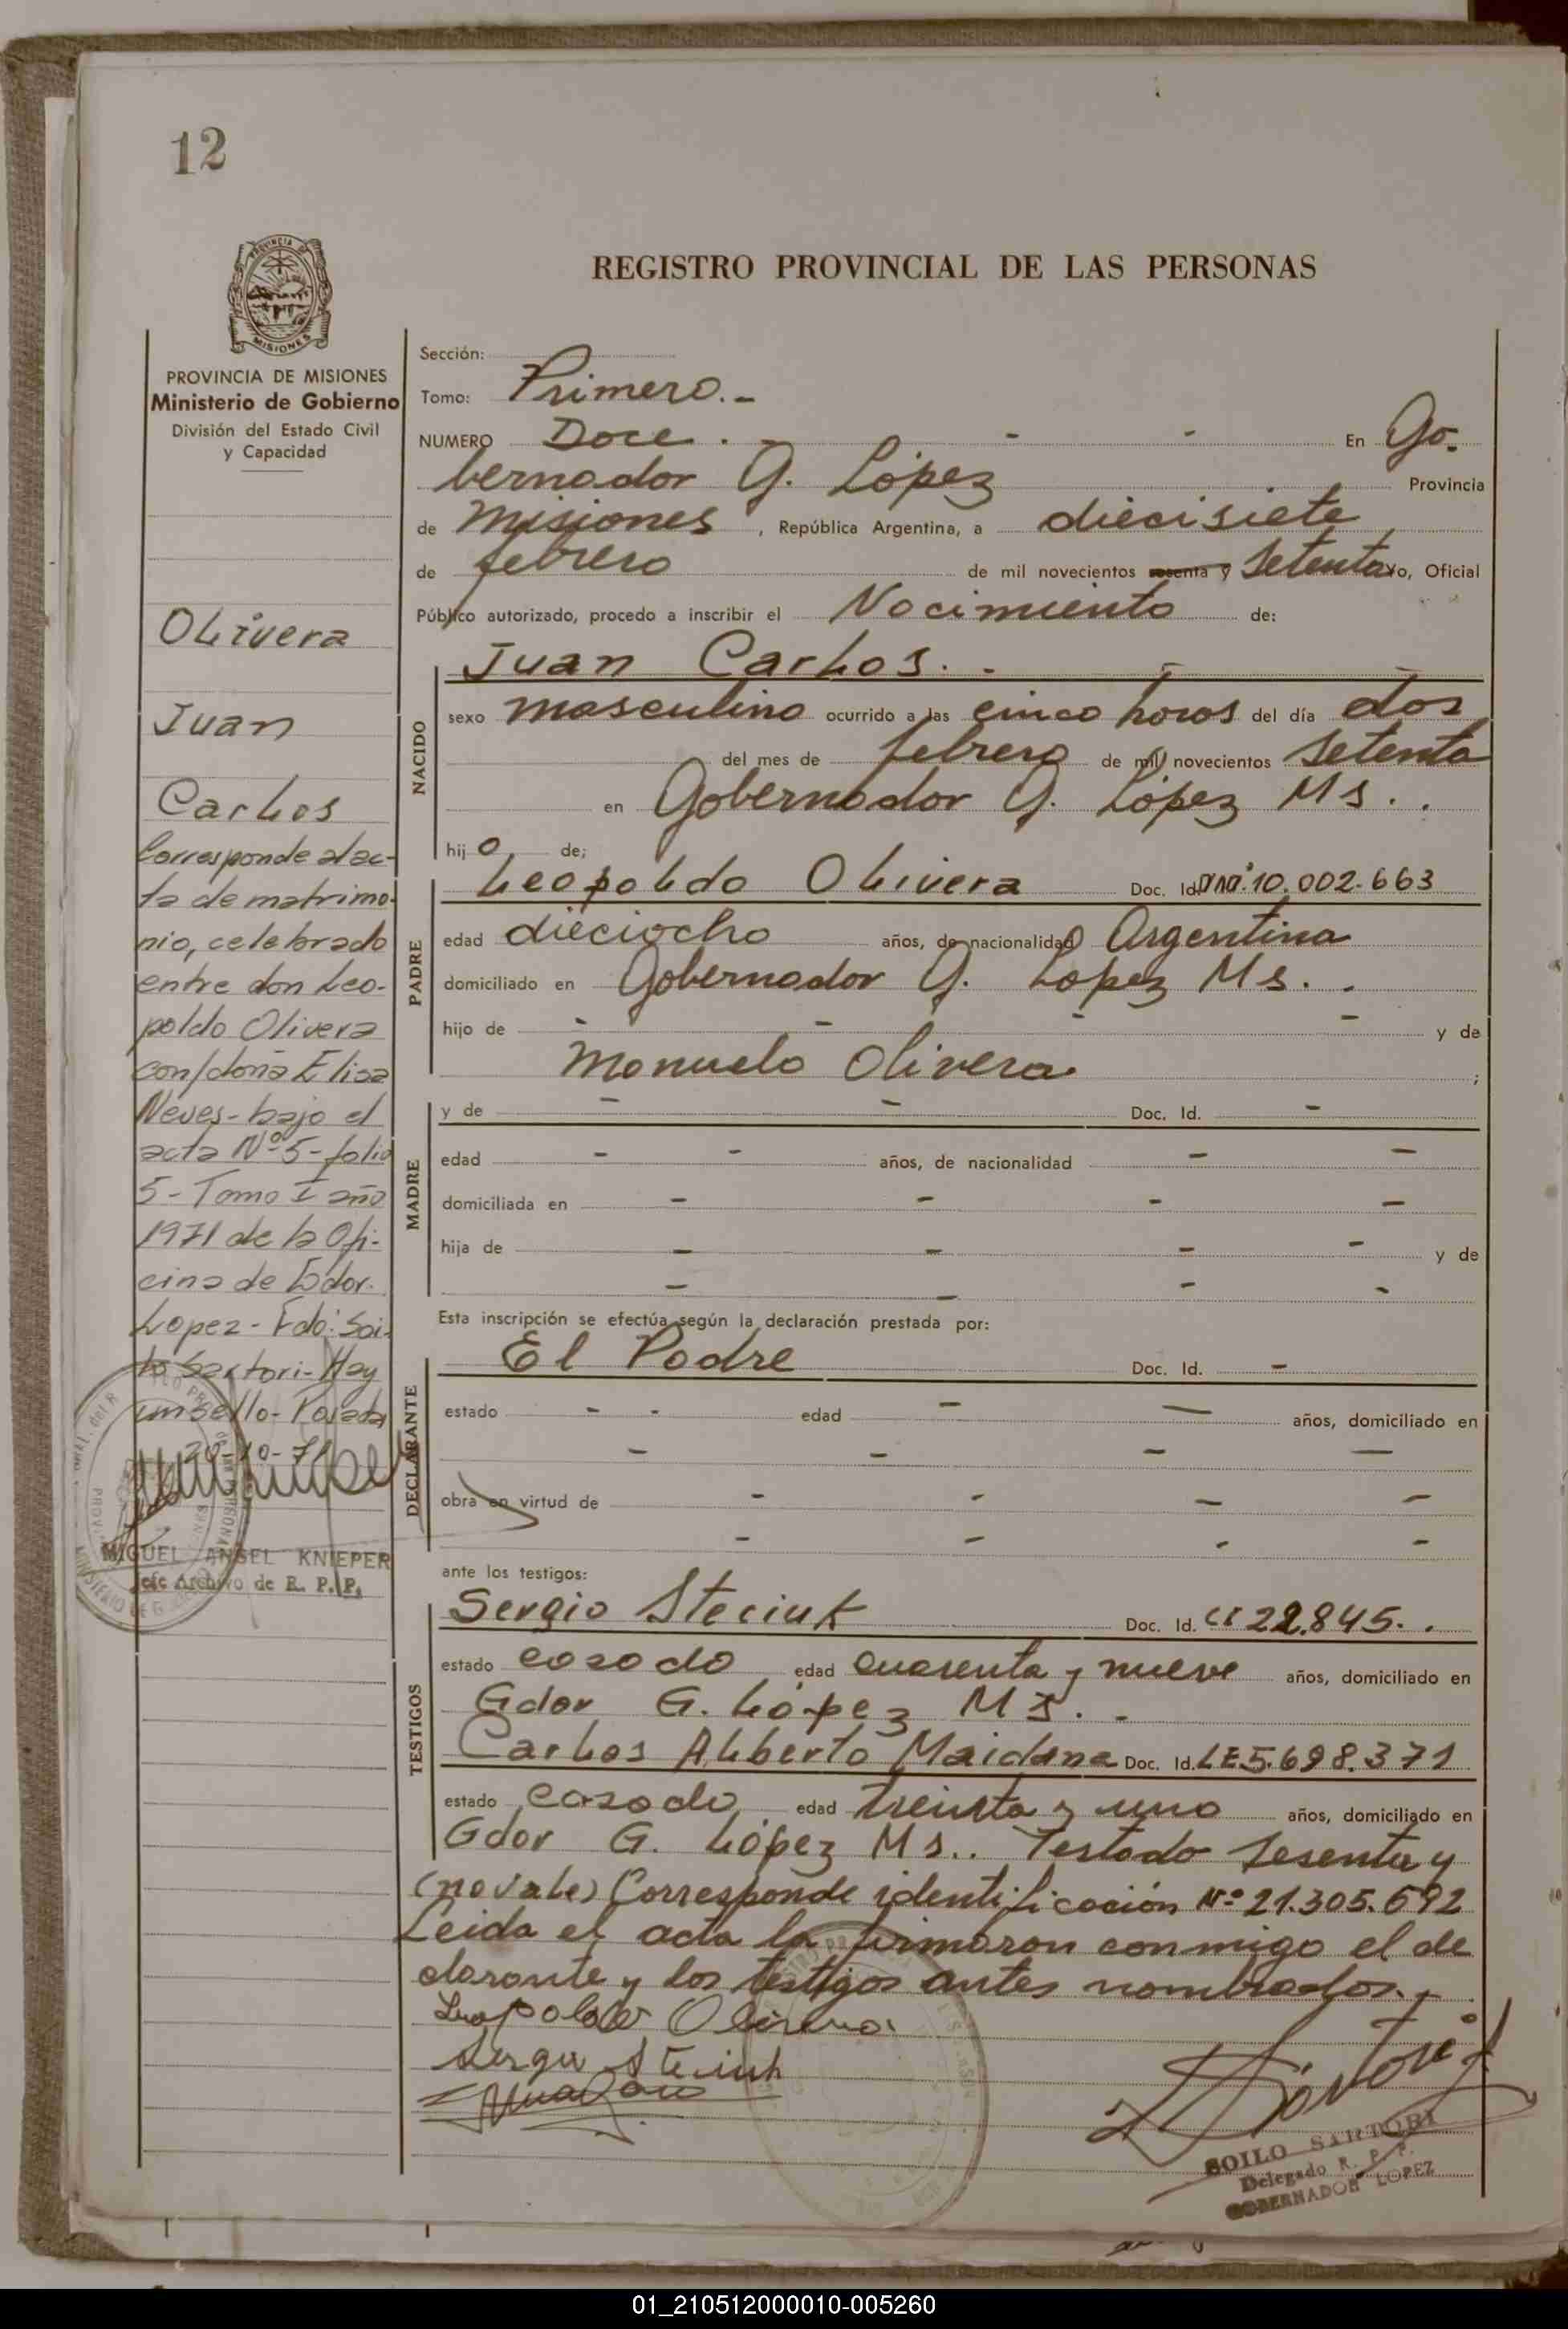 12
PROVINCIA DE
MISIONES
PROVINCIA DE MISIONES
Ministerio de Gobierno
División del Estado Civil
y Capacidad
Olivera
Juan
Carlos
Corresponde al ac-
ta de matrimo-
nio, celebrado
entre don Leo-
poldo Olivera
con/doña Elisa
Neves - bajo el
acta Nº 5 - folio
5 - Tomo I año
1971 de la Ofi-
cina de Gdor.
Lopez - Fdo: Soi-
lo Sartori - Hay
un sello - Posadas
20-10-71
MIGUEL ANGEL KNIEPER
Jefe Archivo de R. P. P.
REGISTRO PROVINCIAL DE LAS PERSONAS
Sección:
Tomo: Primero.-
NUMERO Doce . - - - En Go-
bernador G. López Provincia
de Misiones , República Argentina, a diecisiete
de febrero de mil novecientos sesenta y Setenta Yo, Oficial
Público autorizado, procedo a inscribir el Nacimiento de:
Juan Carlos. - - -
NACIDO
sexo masculino ocurrido a las cinco horas del día dos
del mes de febrero de mil novecientos Setenta
en Gobernador G. López Ms. .
hij o de;
PADRE
Leopoldo Olivera Doc. Id. DNI: 10.002.663
edad dieciocho años, de nacionalidad Argentina
domiciliado en Gobernador G. Lopez Ms. .
hijo de - - - y de
Manuela Olivera ;
MADRE
y de - - Doc. Id. -
edad - - años, de nacionalidad - -
domiciliada en - - - -
hija de - - - - y de
- - - -
Esta inscripción se efectúa según la declaración prestada por:
DECLARANTE
El Padre Doc. Id. -
estado - - edad - - años, domiciliado en
- - - -
obra en virtud de - - - -
- - - -
ante los testigos:
TESTIGOS
Sergio Steciuk Doc. Id. CI 22.845. .
estado casado edad cuarenta y nueve años, domiciliado en
Gdor G. López Ms. -
Carlos Alberto Maidana Doc. Id. LE 5.698.371
estado casado edad treinta y uno años, domiciliado en
Gdor G. López Ms.. Testado sesenta y
(no vale) Corresponde identificación Nº 21.305.692
Leida el acta la firmaron conmigo el de
clarante y los testigos antes nombrados.-
Leopoldo Olivera
Sergio Steciuk
SOILO SARTORI
Delegado R. P. P.
GOBERNADOR LOPEZ
01_210512000010-005260